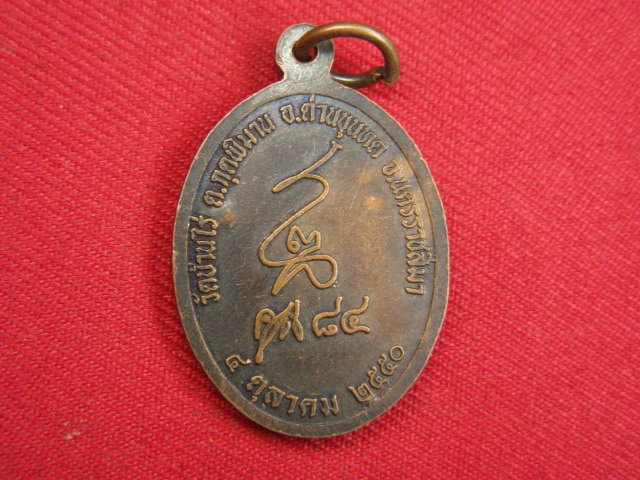 วัดบ้านไร่ ต.กุดพิมาน อ.ด่านขุนทด จ.นครราชสีมา
๘๔
๔ ตุลาคม ๒๕๕๐